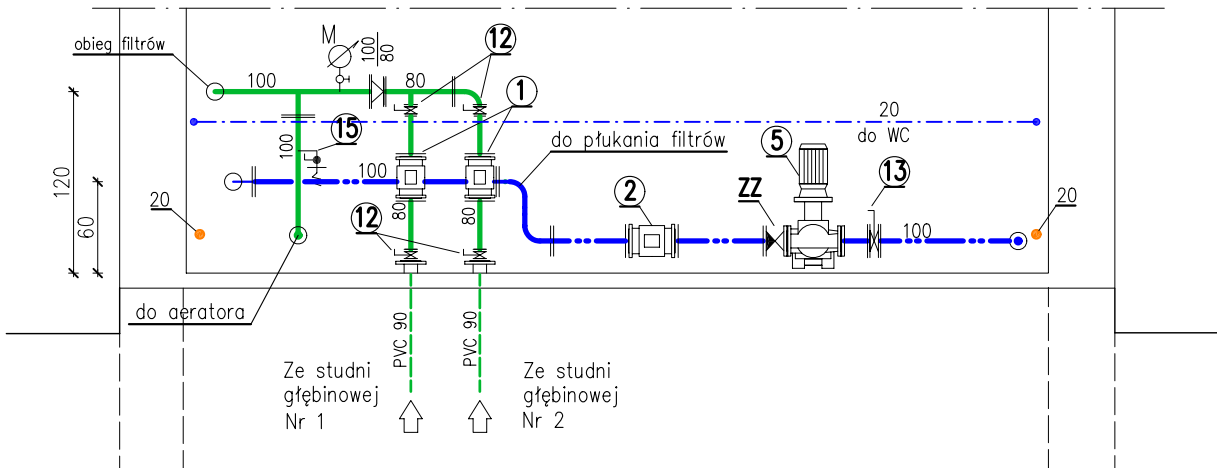 obieg filtrów
M
100
80
12
100
80
1
20
do WC
15
100
100
do płukania filtrów
5
13
120
60
20
80
80
12
2
ZZ
100
20
do aeratora
PVC 90
PVC 90
Ze studni
głębinowej
Nr 1
Ze studni
głębinowej
Nr 2